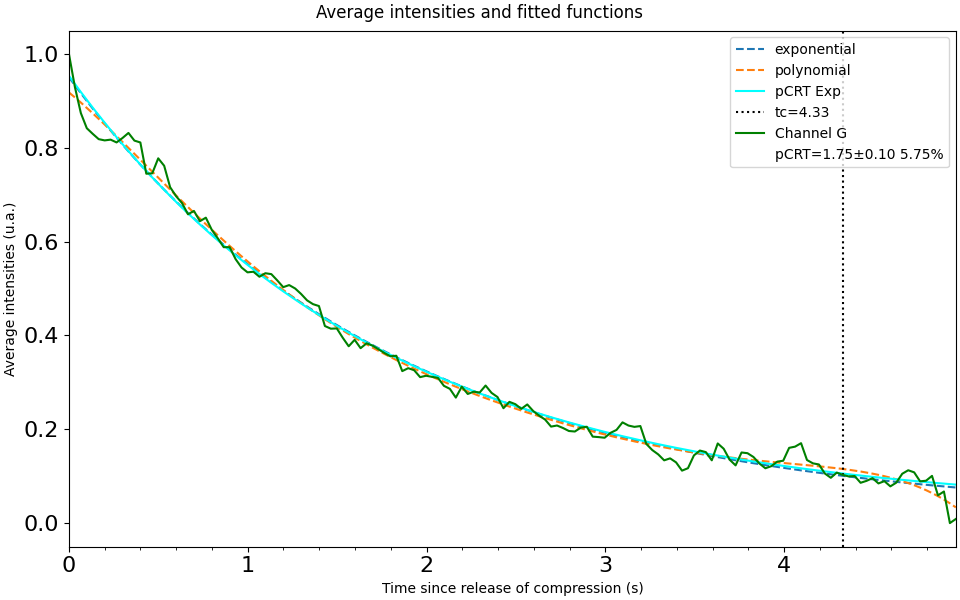 Average intensities and fitted functions
exponential
polynomial
pCRT Exp
tc=4.33
Channel G
pCRT=1.75±0.10 5.75%
Average intensities (u.a.)
1.0
0.8
0.6
0.4
0.2
0.0
0 1 2 3 4
Time since release of compression (s)